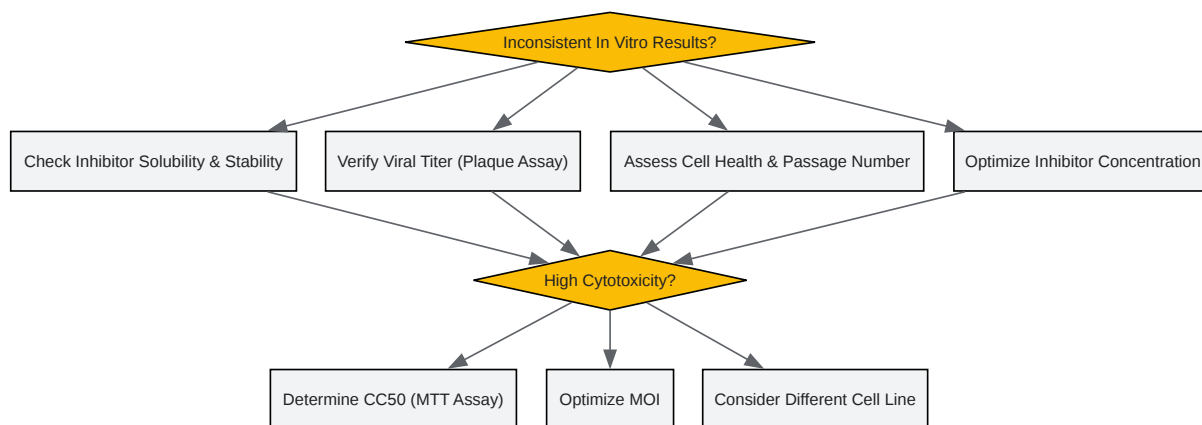 Inconsistent In Vitro Results?
Check Inhibitor Solubility & Stability
Verify Viral Titer (Plaque Assay)
Assess Cell Health & Passage Number
Optimize Inhibitor Concentration
High Cytotoxicity?
Determine CC50 (MTT Assay)
Optimize MOI
Consider Different Cell Line